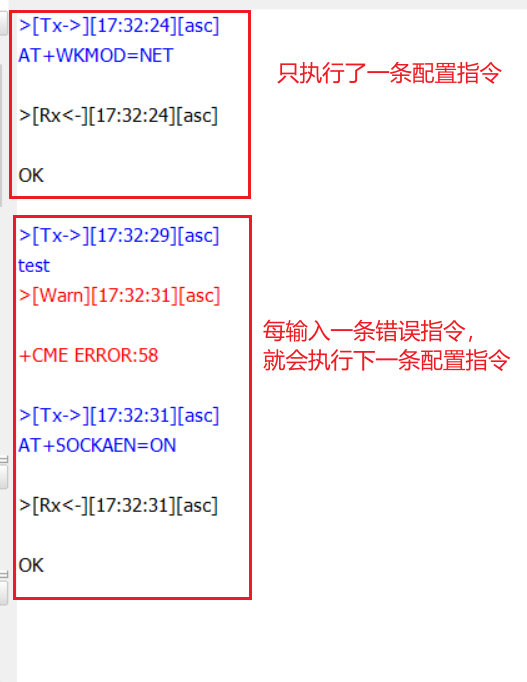 >[Tx->][17:32:24][asc]
AT+WKMOD=NET
只执行了一条配置指令
>[Rx<-][17:32:24][asc]
OK
>[Tx->][17:32:29][asc]
test
>[Warn][17:32:31][asc]
每输入一条错误指令，
就会执行下一条配置指令
+CME ERROR:58
>[Tx->][17:32:31][asc]
AT+SOCKAEN=ON
>[Rx<-][17:32:31][asc]
OK